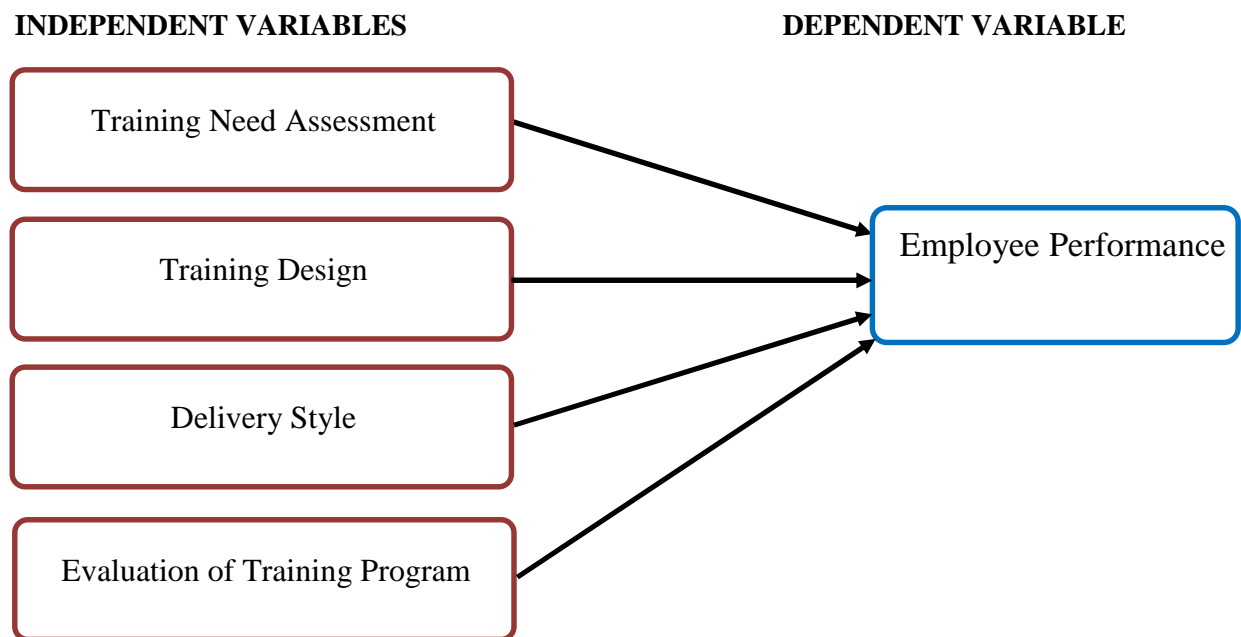 INDEPENDENT VARIABLES
DEPENDENT VARIABLE
Training Need Assessment
Training Design
Delivery Style
Evaluation of Training Program
Employee Performance